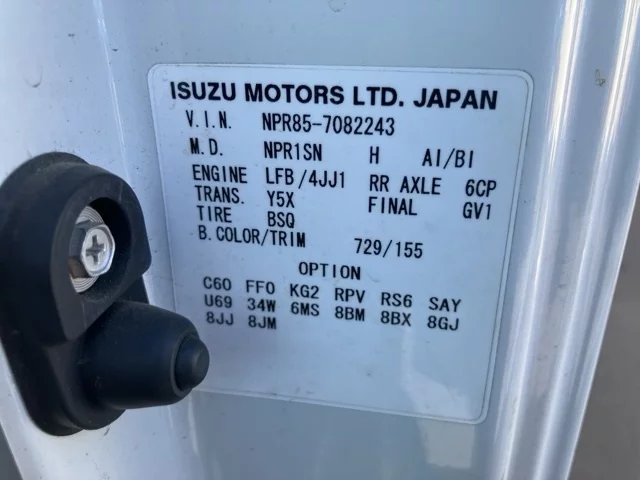 ISUZU MOTORS LTD. JAPAN
V.I.N. NPR85-7082243
M.D. NPR1SN H AI/BI
ENGINE LFB/4JJ1 RR AXLE 6CP
TRANS. Y5X FINAL GV1
TIRE BSQ
B.COLOR/TRIM 729/155
OPTION
C60 FF0 KG2 RPV RS6 SAY
U69 34W 6MS 8BM 8BX 8GJ
8JJ 8JM